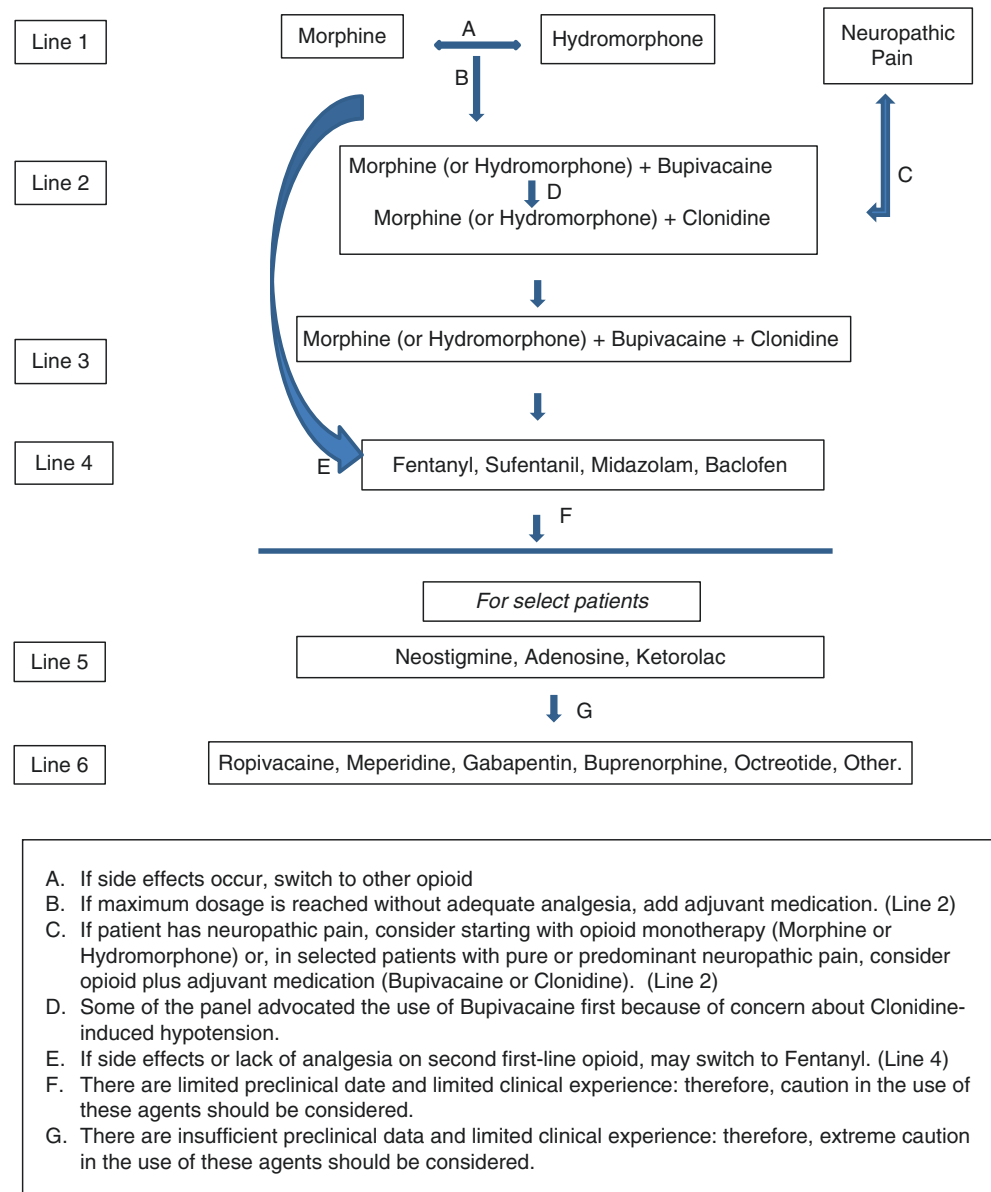 Line 1
Morphine
A
Hydromorphone
Neuropathic
Pain
B
Line 2
Morphine (or Hydromorphone) + Bupivacaine
D
Morphine (or Hydromorphone) + Clonidine
C
Line 3
Morphine (or Hydromorphone) + Bupivacaine + Clonidine
Line 4
E
Fentanyl, Sufentanil, Midazolam, Baclofen
F
For select patients
Line 5
Neostigmine, Adenosine, Ketorolac
G
Line 6
Ropivacaine, Meperidine, Gabapentin, Buprenorphine, Octreotide, Other.
A. If side effects occur, switch to other opioid
B. If maximum dosage is reached without adequate analgesia, add adjuvant medication. (Line 2)
C. If patient has neuropathic pain, consider starting with opioid monotherapy (Morphine or
Hydromorphone) or, in selected patients with pure or predominant neuropathic pain, consider
opioid plus adjuvant medication (Bupivacaine or Clonidine). (Line 2)
D. Some of the panel advocated the use of Bupivacaine first because of concern about Clonidine-
induced hypotension.
E. If side effects or lack of analgesia on second first-line opioid, may switch to Fentanyl. (Line 4)
F. There are limited preclinical date and limited clinical experience: therefore, caution in the use of
these agents should be considered.
G. There are insufficient preclinical data and limited clinical experience: therefore, extreme caution
in the use of these agents should be considered.